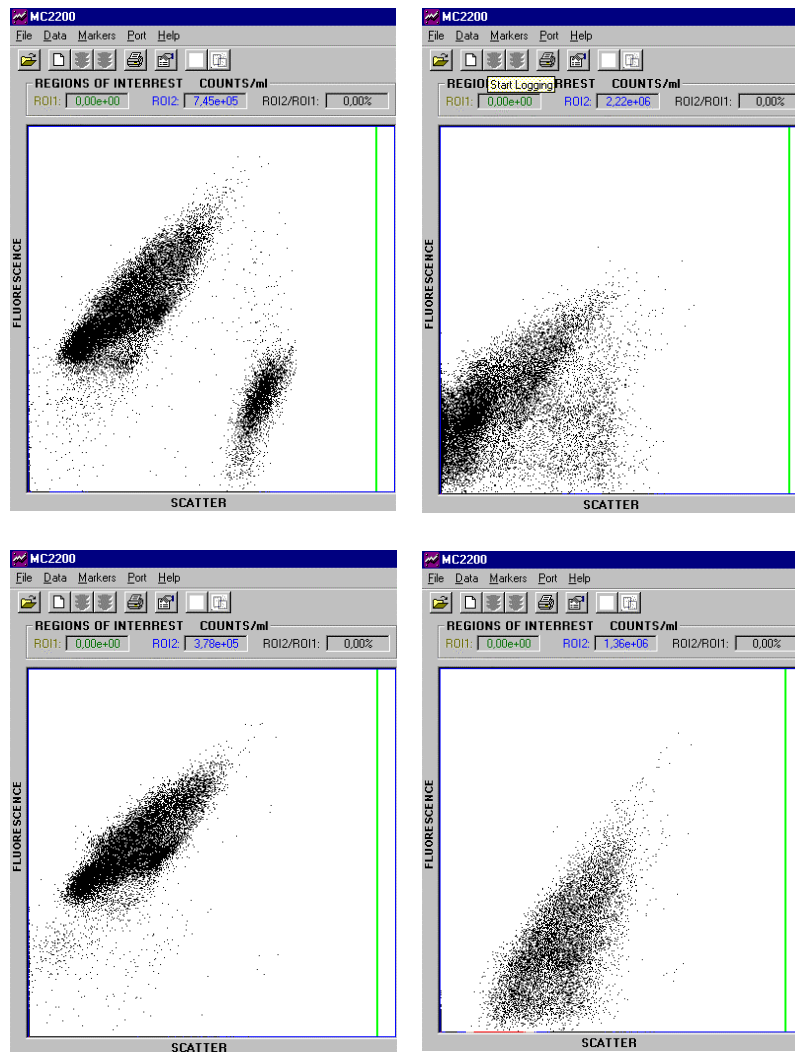 MC2200
File Data Markers Port Help
REGIONS OF INTERREST COUNTS/ml
ROI1: 0,00e+00 ROI2: 7,45e+05 ROI2/ROI1: 0,00%
FLUORESCENCE
SCATTER
MC2200
File Data Markers Port Help
REGIO RREST COUNTS/ml
Start Logging
ROI1: 0,00e+00 ROI2: 2,22e+06 ROI2/ROI1: 0,00%
FLUORESCENCE
SCATTER
MC2200
File Data Markers Port Help
REGIONS OF INTERREST COUNTS/ml
ROI1: 0,00e+00 ROI2: 3,78e+05 ROI2/ROI1: 0,00%
FLUORESCENCE
SCATTER
MC2200
File Data Markers Port Help
REGIONS OF INTERREST COUNTS/ml
ROI1: 0,00e+00 ROI2: 1,36e+06 ROI2/ROI1: 0,00%
FLUORESCENCE
SCATTER